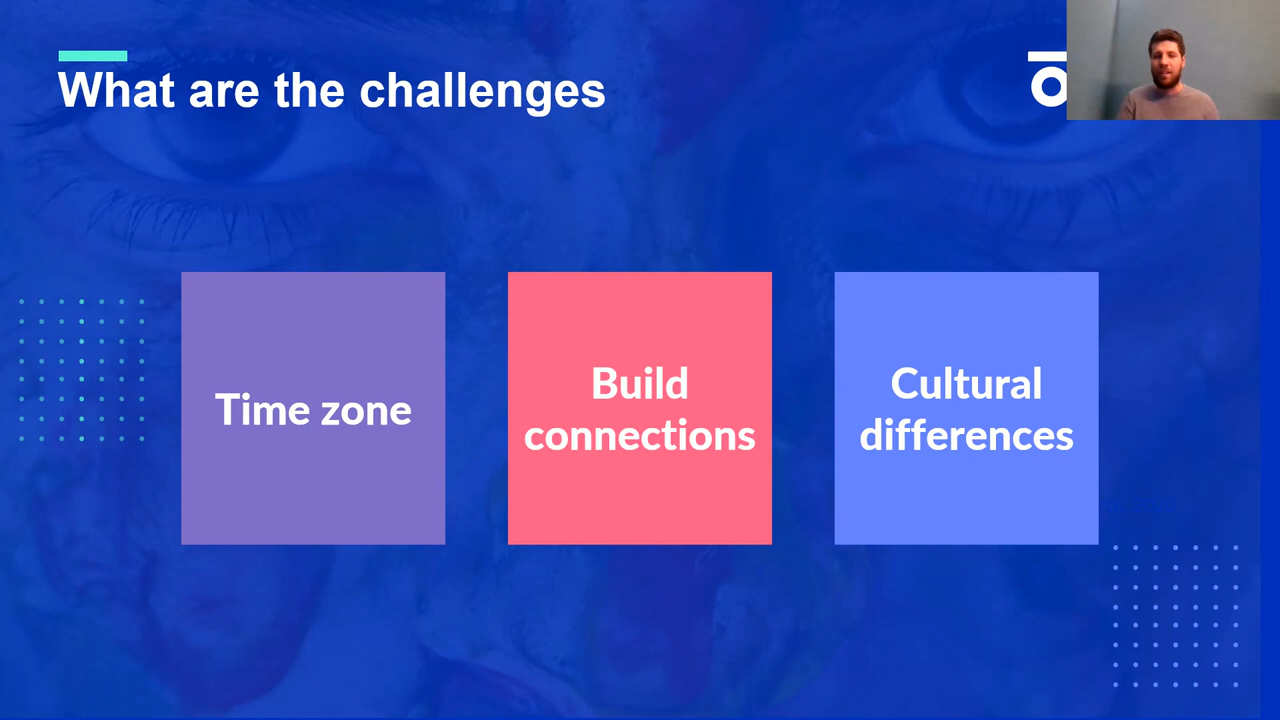 What are the challenges
Time zone
Build
connections
Cultural
differences